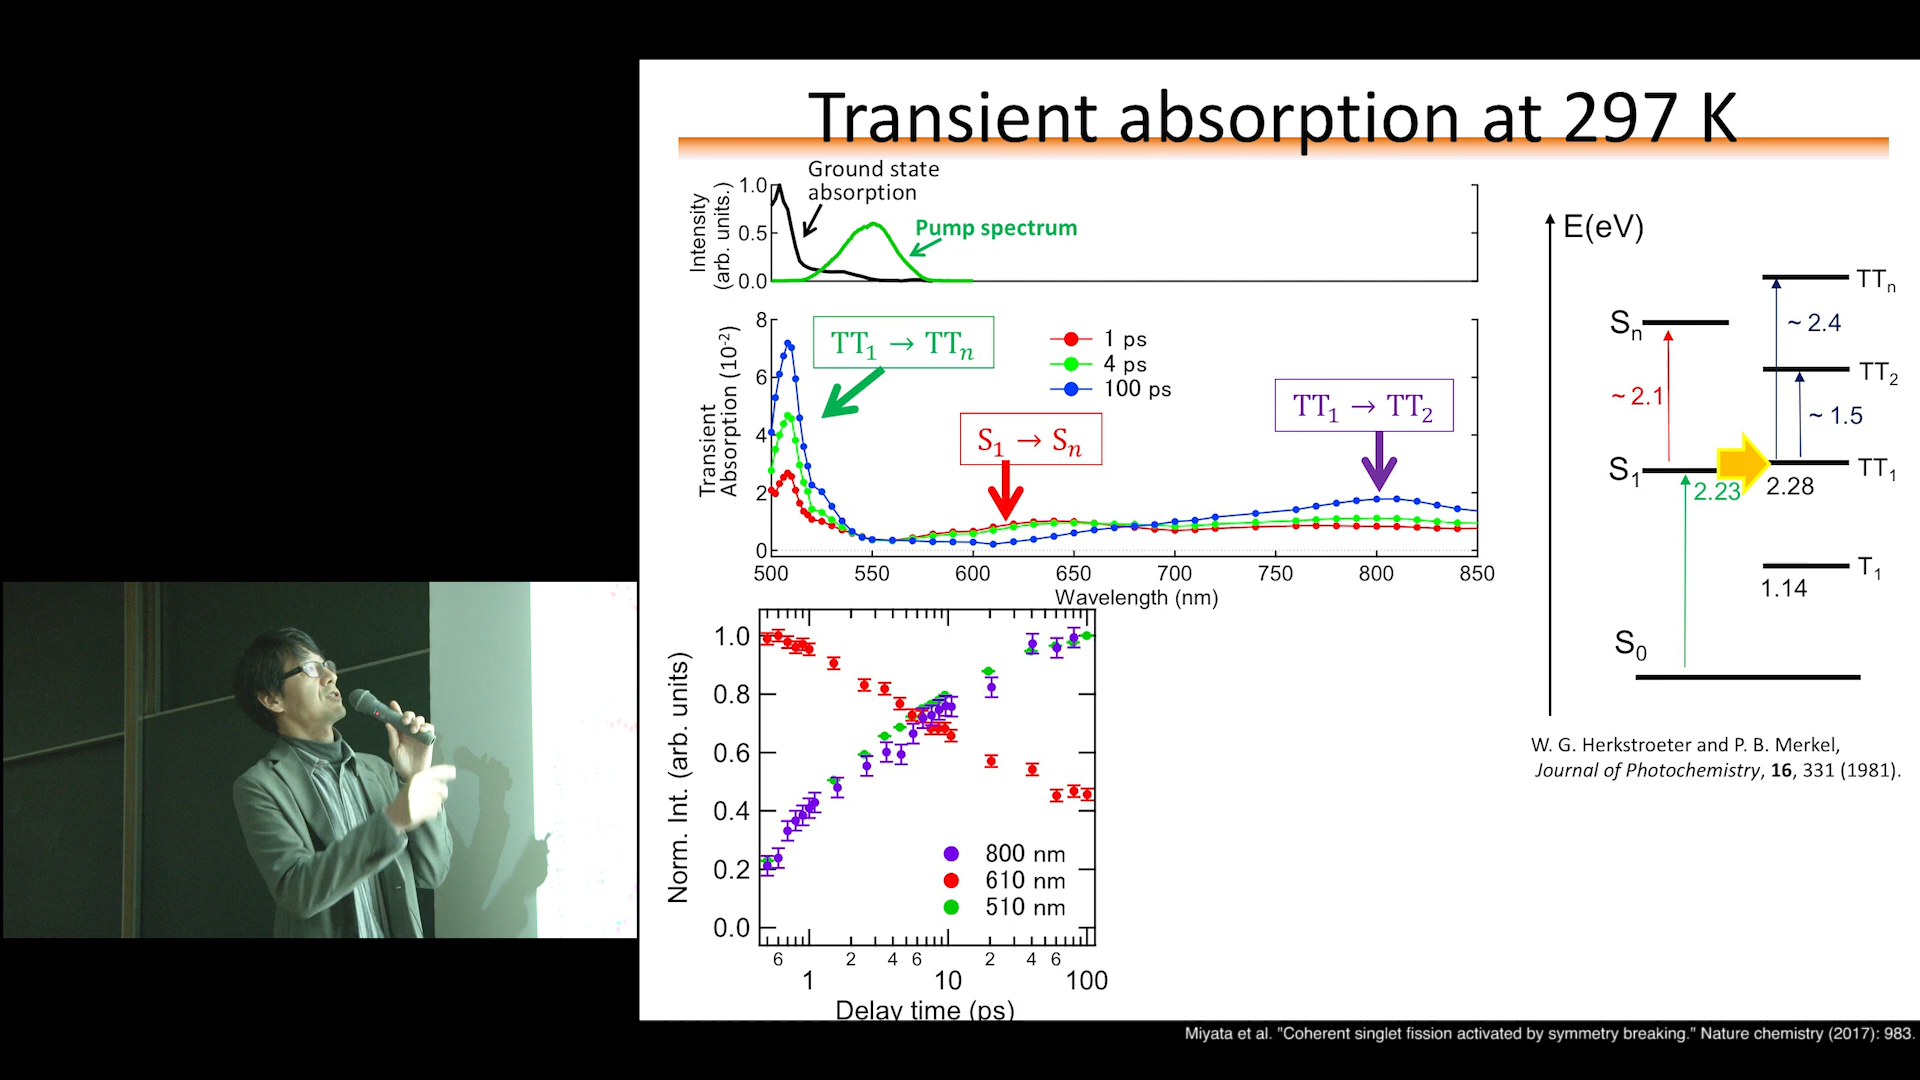 Transient absorption at 297 K
Ground state
absorption
Pump spectrum
Intensity
(arb. units.)
1.0
0.5
0.0
Transient
Absorption (10-2)
8
6
4
2
0
TT1 → TTn
S1 → Sn
TT1 → TT2
1 ps
4 ps
100 ps
500 550 600 650 700 750 800 850
Wavelength (nm)
Norm. Int. (arb. units)
1.0
0.8
0.6
0.4
0.2
0.0
800 nm
610 nm
510 nm
6 2 4 6 2 4 6
1 10 100
Delay time (ps)
E(eV)
TTn
Sn
~ 2.4
TT2
~ 2.1
~ 1.5
S1
TT1
2.23
2.28
T1
1.14
S0
W. G. Herkstroeter and P. B. Merkel,
Journal of Photochemistry, 16, 331 (1981).
Miyata et al. "Coherent singlet fission activated by symmetry breaking." Nature chemistry (2017): 983.